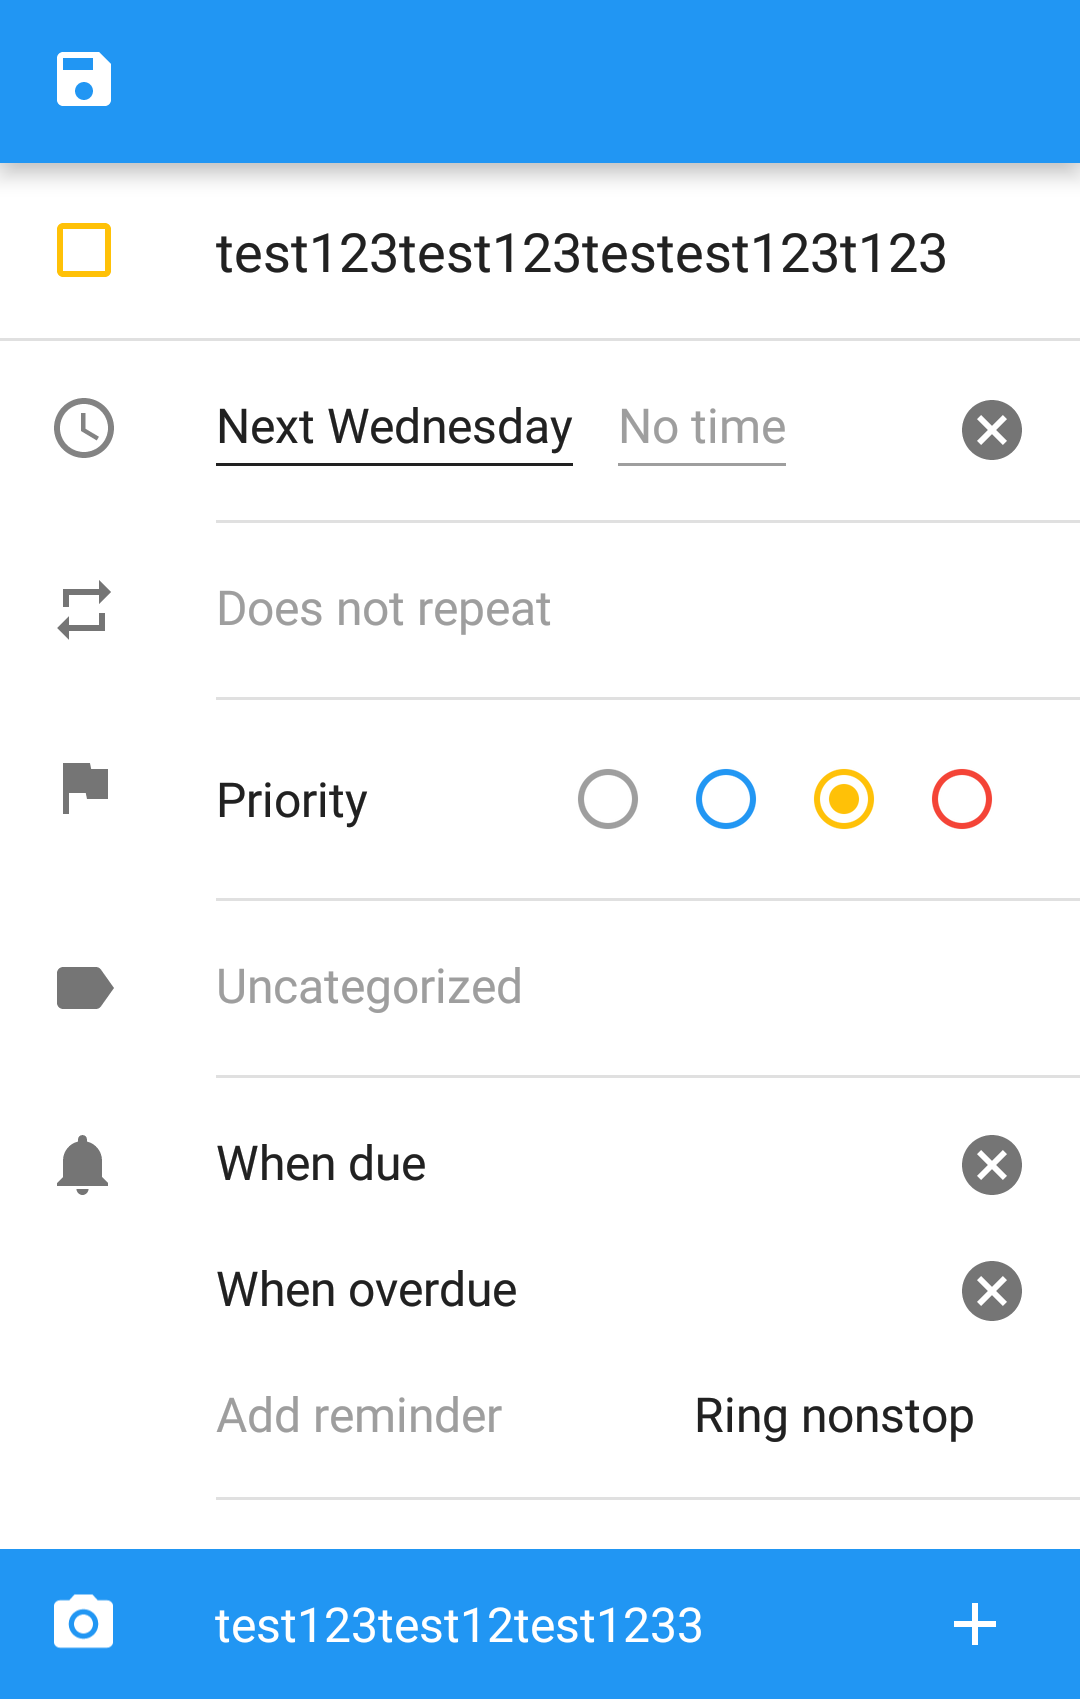 test123test123testest123t123
Next Wednesday No time
Does not repeat
Priority
Uncategorized
When due
When overdue
Add reminder Ring nonstop
test123test12test1233